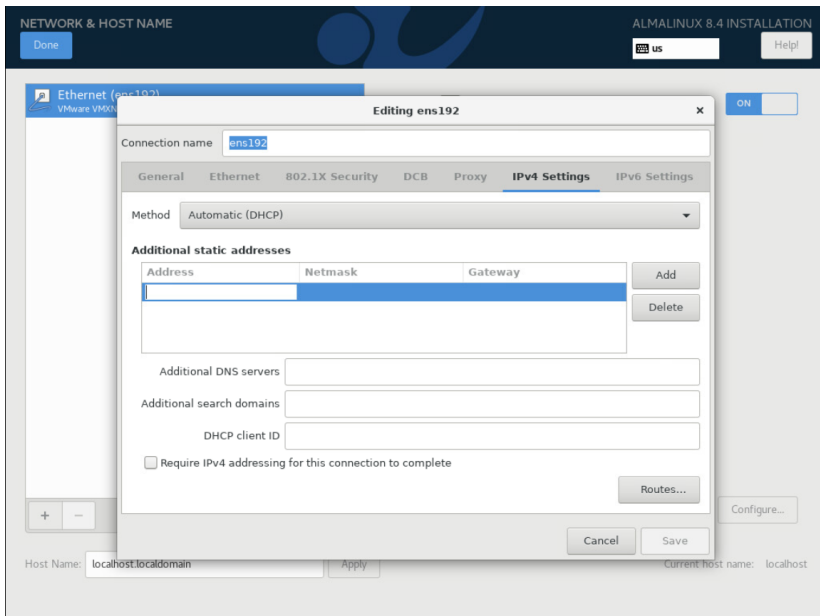 NETWORK & HOST NAME
ALMALINUX 8.4 INSTALLATION
Done
us
Help!
Ethernet (ens192)
VMware VMXN
ON
Editing ens192
×
Connection name ens192
General Ethernet 802.1X Security DCB Proxy IPv4 Settings IPv6 Settings
Method Automatic (DHCP)
Additional static addresses
Address Netmask Gateway
Add
Delete
Additional DNS servers
Additional search domains
DHCP client ID
Require IPv4 addressing for this connection to complete
Routes...
+ −
Configure...
Cancel Save
Host Name: localhost.localdomain Apply Current host name: localhost